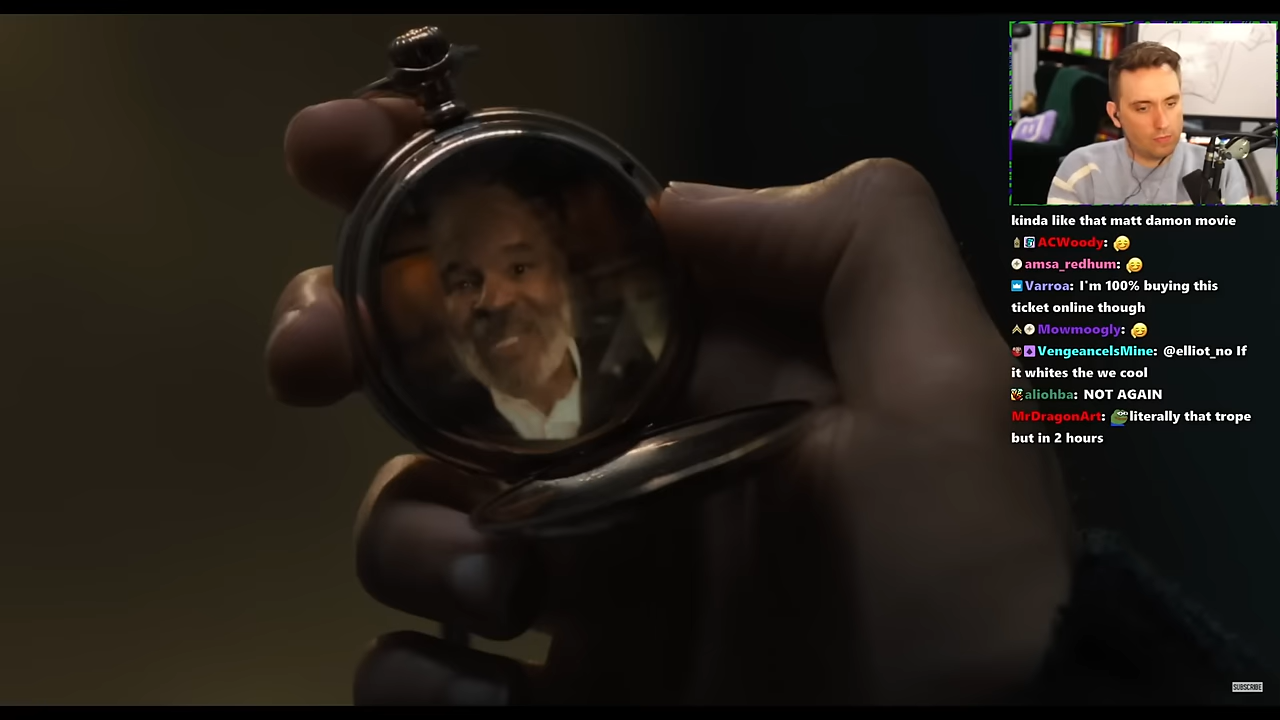 kinda like that matt damon movie
ACWoody:
amsa_redhum:
Varroa: I'm 100% buying this
ticket online though
Mowmoogly:
VengeanceIsMine: @elliot_no If
it whites the we cool
aliohba: NOT AGAIN
MrDragonArt: literally that trope
but in 2 hours
SUBSCRIBE